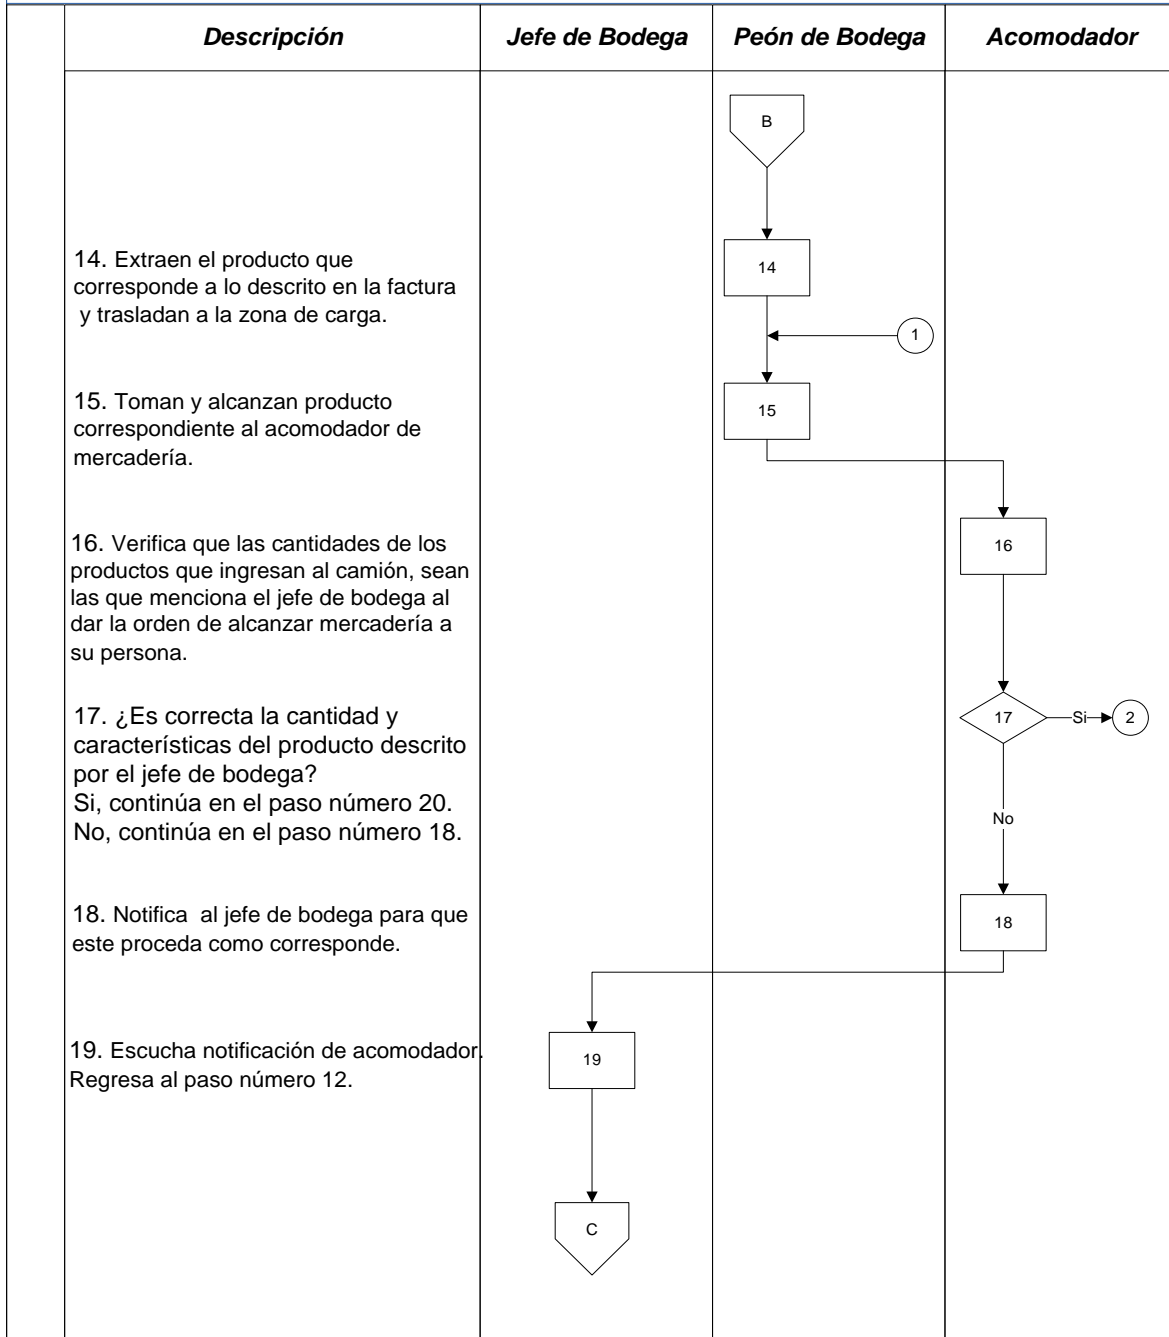 Descripción
Jefe de Bodega
Peón de Bodega
Acomodador
B
14. Extraen el producto que
corresponde a lo descrito en la factura
y trasladan a la zona de carga.
14
1
15. Toman y alcanzan producto
correspondiente al acomodador de
mercadería.
15
16. Verifica que las cantidades de los
productos que ingresan al camión, sean
las que menciona el jefe de bodega al
dar la orden de alcanzar mercadería a
su persona.
16
17. ¿Es correcta la cantidad y
características del producto descrito
por el jefe de bodega?
Si, continúa en el paso número 20.
No, continúa en el paso número 18.
17
Si
2
No
18. Notifica  al jefe de bodega para que
este proceda como corresponde.
18
19. Escucha notificación de acomodador.
Regresa al paso número 12.
19
C